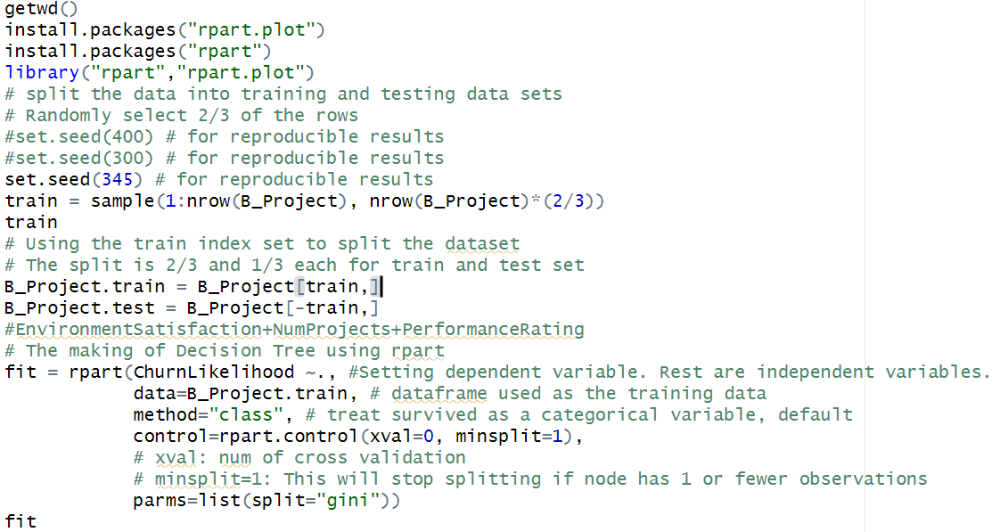 getwd()
install.packages("rpart.plot")
install.packages("rpart")
library("rpart","rpart.plot")
# split the data into training and testing data sets
# Randomly select 2/3 of the rows
#set.seed(400) # for reproducible results
#set.seed(300) # for reproducible results
set.seed(345) # for reproducible results
train = sample(1:nrow(B_Project), nrow(B_Project)*(2/3))
train
# Using the train index set to split the dataset
# The split is 2/3 and 1/3 each for train and test set
B_Project.train = B_Project[train,]
B_Project.test = B_Project[-train,]
#EnvironmentSatisfaction+NumProjects+PerformanceRating
# The making of Decision Tree using rpart
fit = rpart(ChurnLikelihood ~., #Setting dependent variable. Rest are independent variables.
            data=B_Project.train, # dataframe used as the training data
            method="class", # treat survived as a categorical variable, default
            control=rpart.control(xval=0, minsplit=1),
            # xval: num of cross validation
            # minsplit=1: This will stop splitting if node has 1 or fewer observations
            parms=list(split="gini"))
fit